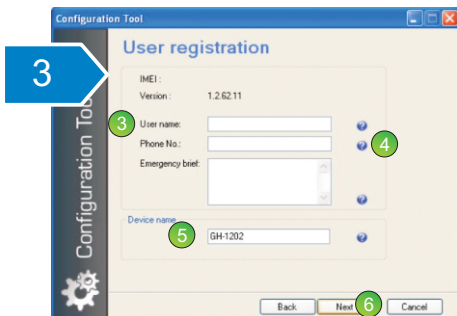 Configuration Tool
User registration
3
IMEI :
Version : 1.2.62.11
3 User name:
Phone No.: 4
Emergency brief:
Device name
5 GH-1202
Configuration Tool
Back Next 6 Cancel